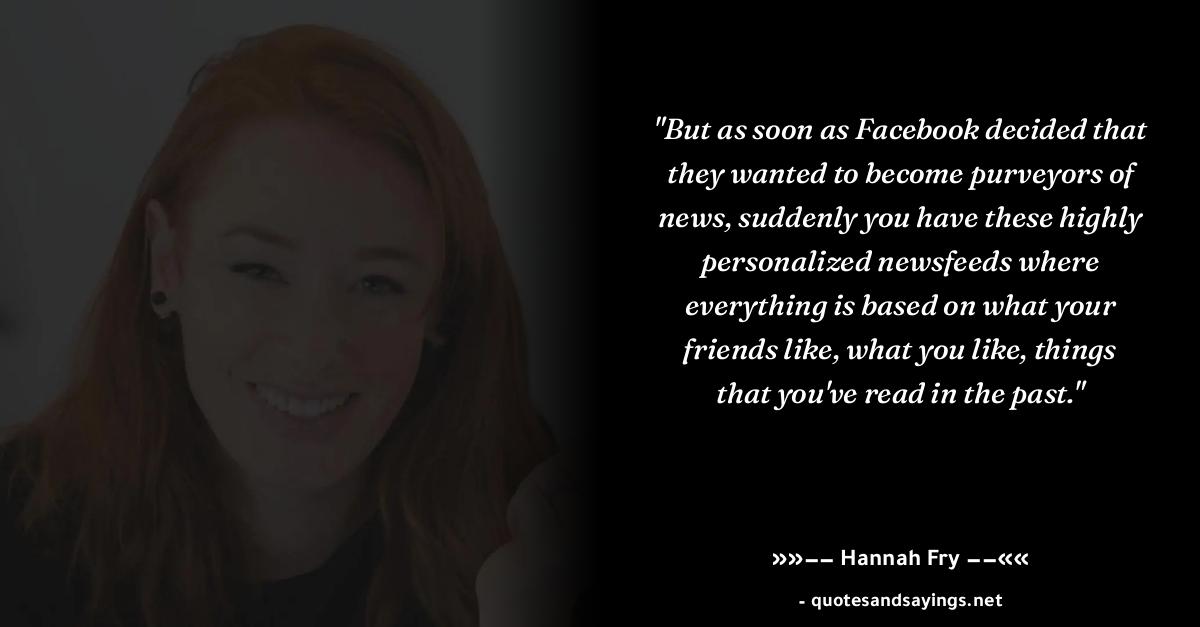 "But as soon as Facebook decided that
they wanted to become purveyors of
news, suddenly you have these highly
personalized newsfeeds where
everything is based on what your
friends like, what you like, things
that you've read in the past."
»»−− Hannah Fry −−««
- quotesandsayings.net